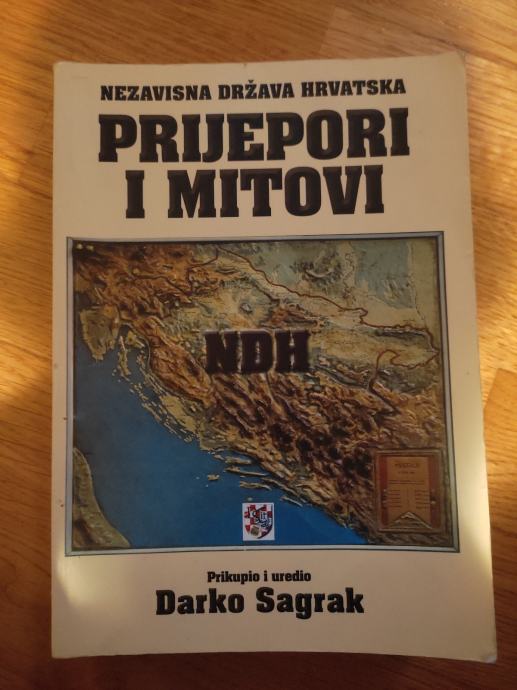 NEZAVISNA DRŽAVA HRVATSKA
PRIJEPORI
I MITOVI
NDH
Prikupio i uredio
Darko Sagrak